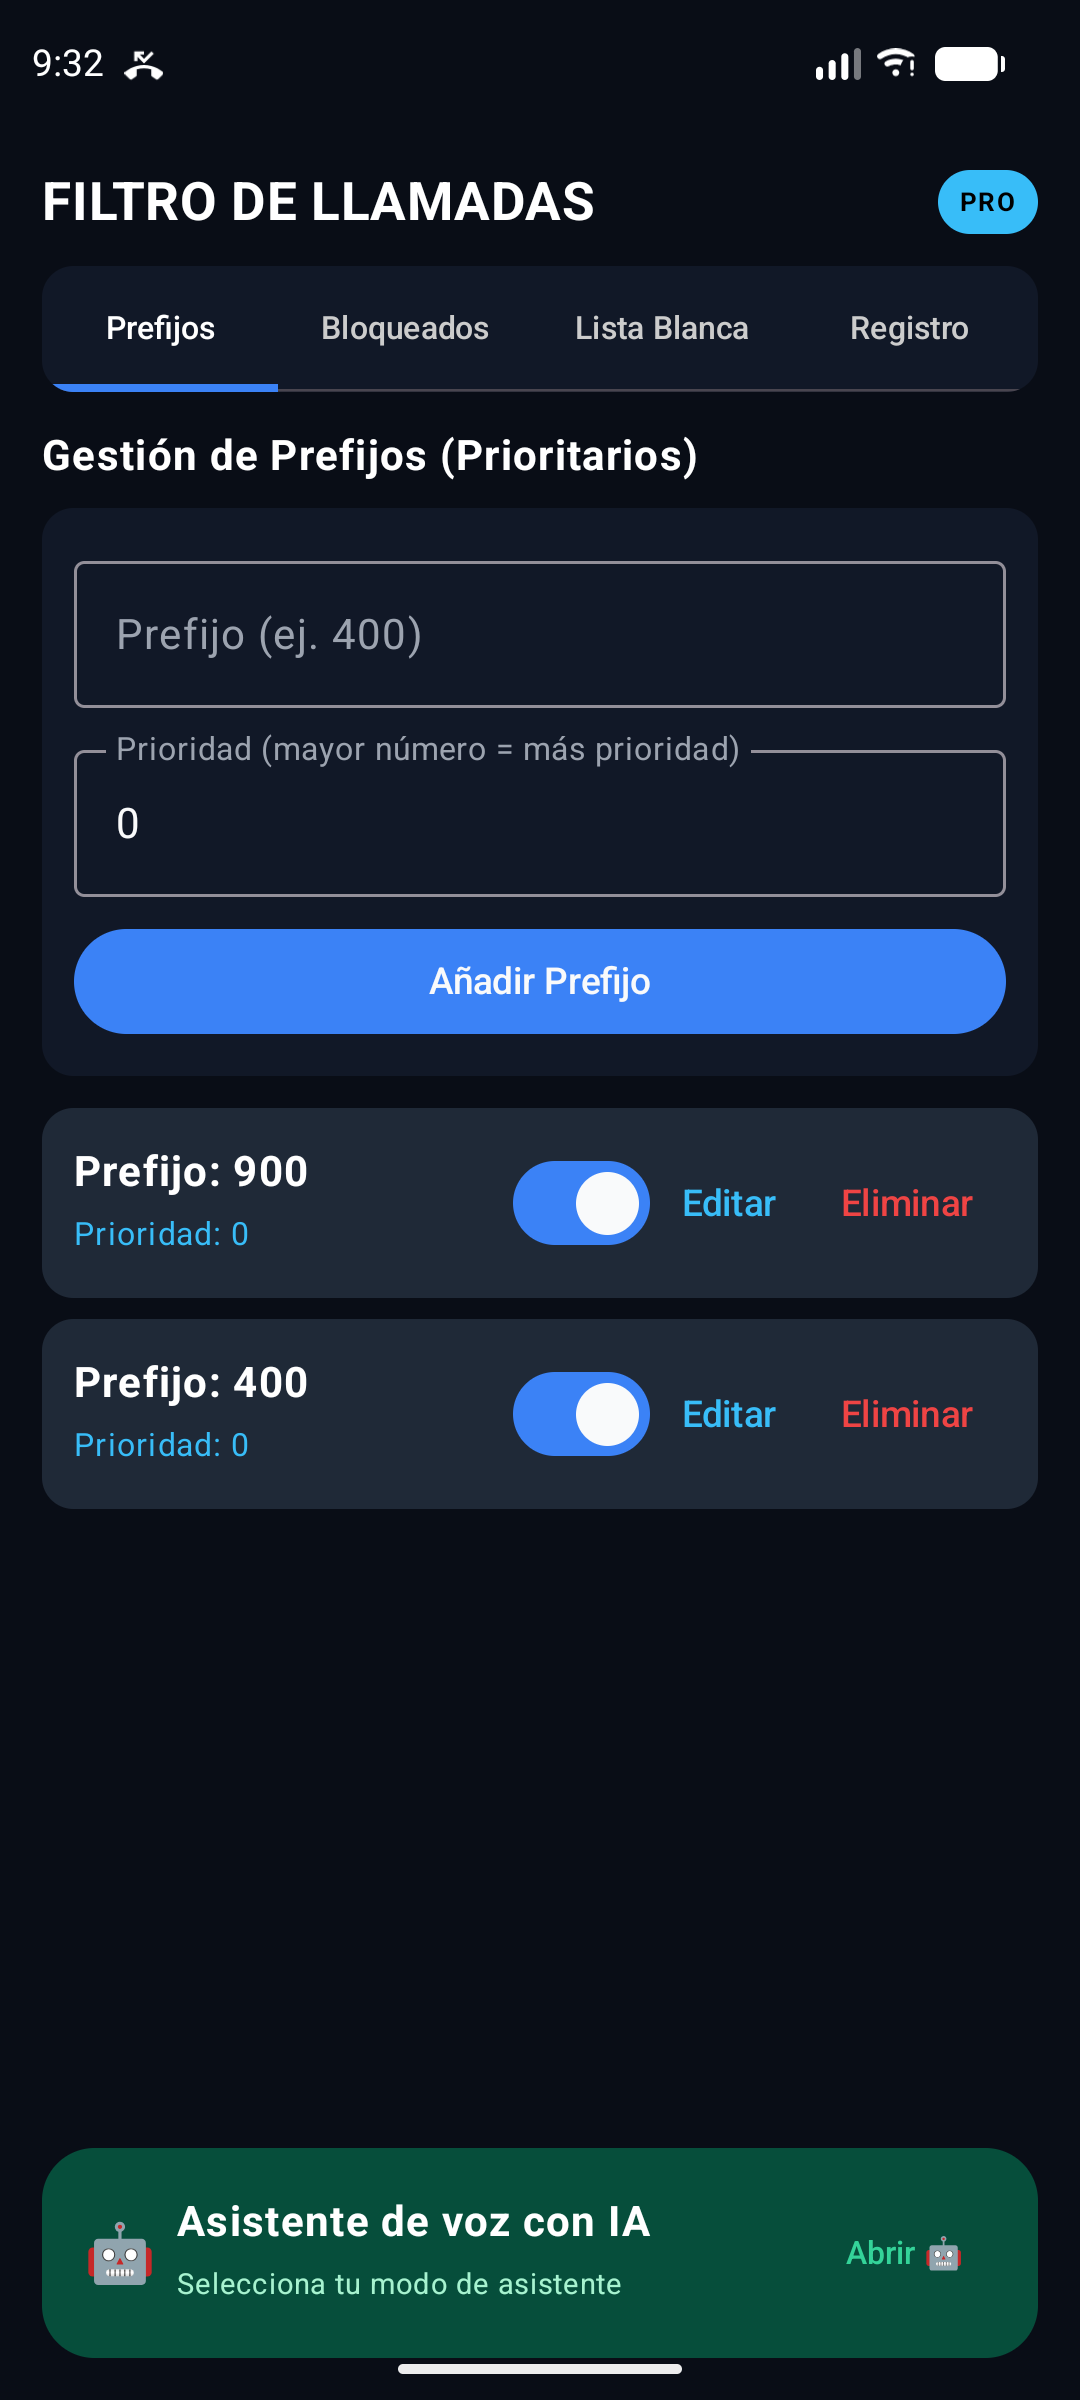 9:32
FILTRO DE LLAMADAS
PRO
Prefijos
Bloqueados
Lista Blanca
Registro
Gestión de Prefijos (Prioritarios)
Prefijo (ej. 400)
Prioridad (mayor número = más prioridad)
0
Añadir Prefijo
Prefijo: 900
Prioridad: 0
Editar
Eliminar
Prefijo: 400
Prioridad: 0
Editar
Eliminar
Asistente de voz con IA
Selecciona tu modo de asistente
Abrir 🤖